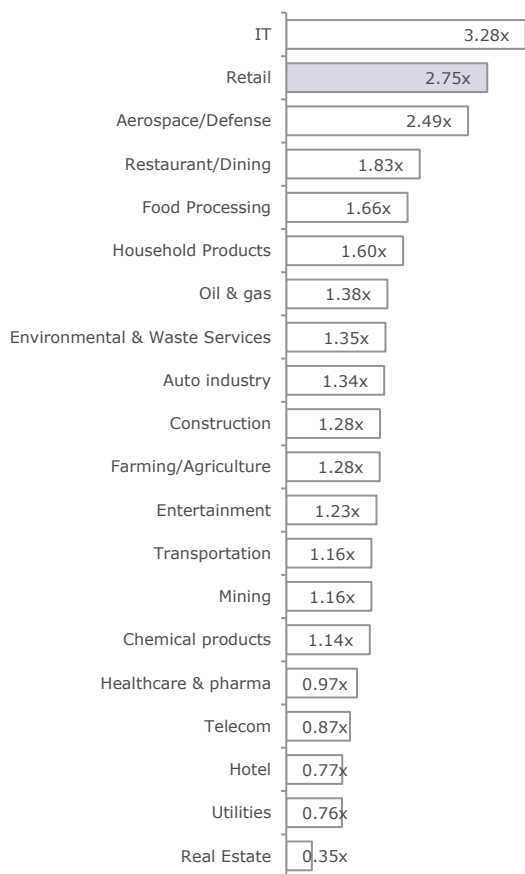 IT 3.28x
Retail 2.75x
Aerospace/Defense 2.49x
Restaurant/Dining 1.83x
Food Processing 1.66x
Household Products 1.60x
Oil & gas 1.38x
Environmental & Waste Services 1.35x
Auto industry 1.34x
Construction 1.28x
Farming/Agriculture 1.28x
Entertainment 1.23x
Transportation 1.16x
Mining 1.16x
Chemical products 1.14x
Healthcare & pharma 0.97x
Telecom 0.87x
Hotel 0.77x
Utilities 0.76x
Real Estate 0.35x